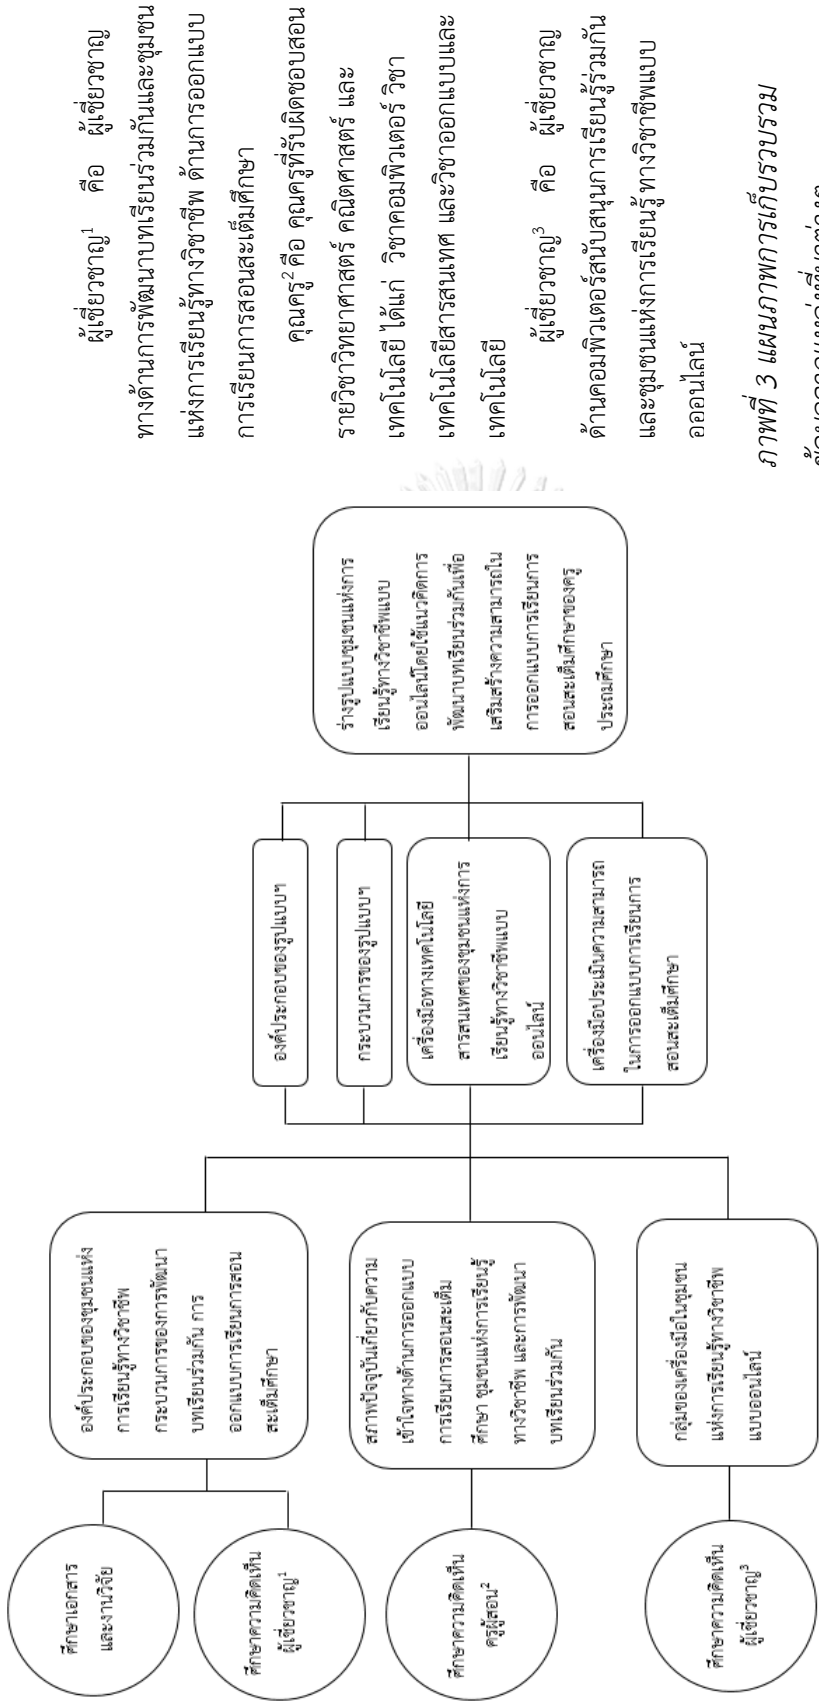 ศึกษาเอกสาร
และงานวิจัย
ศึกษาความคิดเห็น
ผู้เชี่ยวชาญ¹
ศึกษาความคิดเห็น
ครูผู้สอน²
ศึกษาความคิดเห็น
ผู้เชี่ยวชาญ³
องค์ประกอบของชุมชนแห่ง
การเรียนรู้ทางวิชาชีพ
กระบวนการของการพัฒนา
บทเรียนร่วมกัน การ
ออกแบบการเรียนการสอน
สะเต็มศึกษา
สภาพปัจจุบันเกี่ยวกับความ
เข้าใจทางด้านการออกแบบ
การเรียนการสอนสะเต็ม
ศึกษา ชุมชนแห่งการเรียนรู้
ทางวิชาชีพ และการพัฒนา
บทเรียนร่วมกัน
กลุ่มของเครื่องมือในชุมชน
แห่งการเรียนรู้ทางวิชาชีพ
แบบออนไลน์
องค์ประกอบของรูปแบบฯ
กระบวนการของรูปแบบฯ
เครื่องมือทางเทคโนโลยี
สารสนเทศของชุมชนแห่งการ
เรียนรู้ทางวิชาชีพแบบ
ออนไลน์
เครื่องมือประเมินความสามารถ
ในการออกแบบการเรียนการ
สอนสะเต็มศึกษา
ร่างรูปแบบชุมชนแห่งการ
เรียนรู้ทางวิชาชีพแบบ
ออนไลน์โดยใช้แนวคิดการ
พัฒนาบทเรียนร่วมกันเพื่อ
เสริมสร้างความสามารถใน
การออกแบบการเรียนการ
สอนสะเต็มศึกษาของครู
ประถมศึกษา
ผู้เชี่ยวชาญ¹ คือ ผู้เชี่ยวชาญ
ทางด้านการพัฒนาบทเรียนร่วมกันและชุมชน
แห่งการเรียนรู้ทางวิชาชีพ ด้านการออกแบบ
การเรียนการสอนสะเต็มศึกษา
คุณครู² คือ คุณครูที่รับผิดชอบสอน
รายวิชาวิทยาศาสตร์ คณิตศาสตร์ และ
เทคโนโลยี ได้แก่ วิชาคอมพิวเตอร์ วิชา
เทคโนโลยีสารสนเทศ และวิชาออกแบบและ
เทคโนโลยี
ผู้เชี่ยวชาญ³ คือ ผู้เชี่ยวชาญ
ด้านคอมพิวเตอร์สนับสนุนการเรียนรู้ร่วมกัน
และชุมชนแห่งการเรียนรู้ทางวิชาชีพแบบ
อออนไลน์
ภาพที่ 3 แผนภาพการเก็บรวบรวม